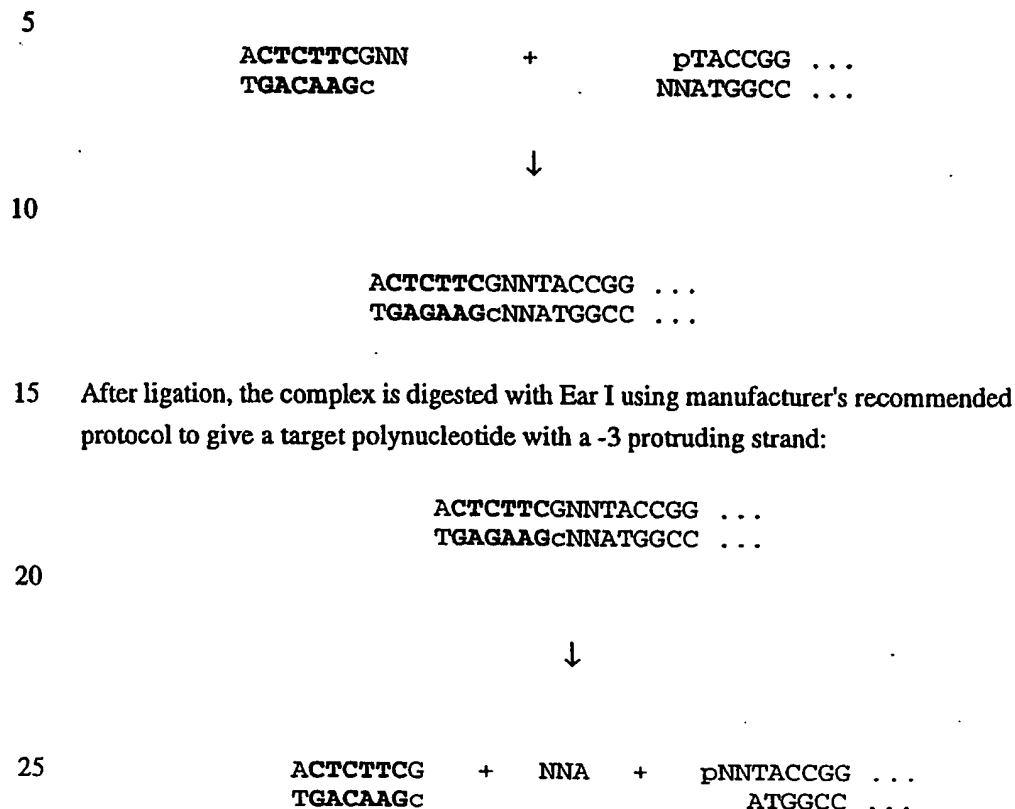 5
ACTCTTCGNN + pTACCGG ...
TGACAAGc NNATGGCC ...
↓
10
ACTCTTCGNNTACCGG ...
TGAGAAGcNNATGGCC ...
15 After ligation, the complex is digested with Ear I using manufacturer's recommended
protocol to give a target polynucleotide with a -3 protruding strand:
ACTCTTCGNNTACCGG ...
TGAGAAGcNNATGGCC ...
20
↓
25 ACTCTTCG + NNA + pNNTACCGG ...
TGACAAGc ATGGCC ...